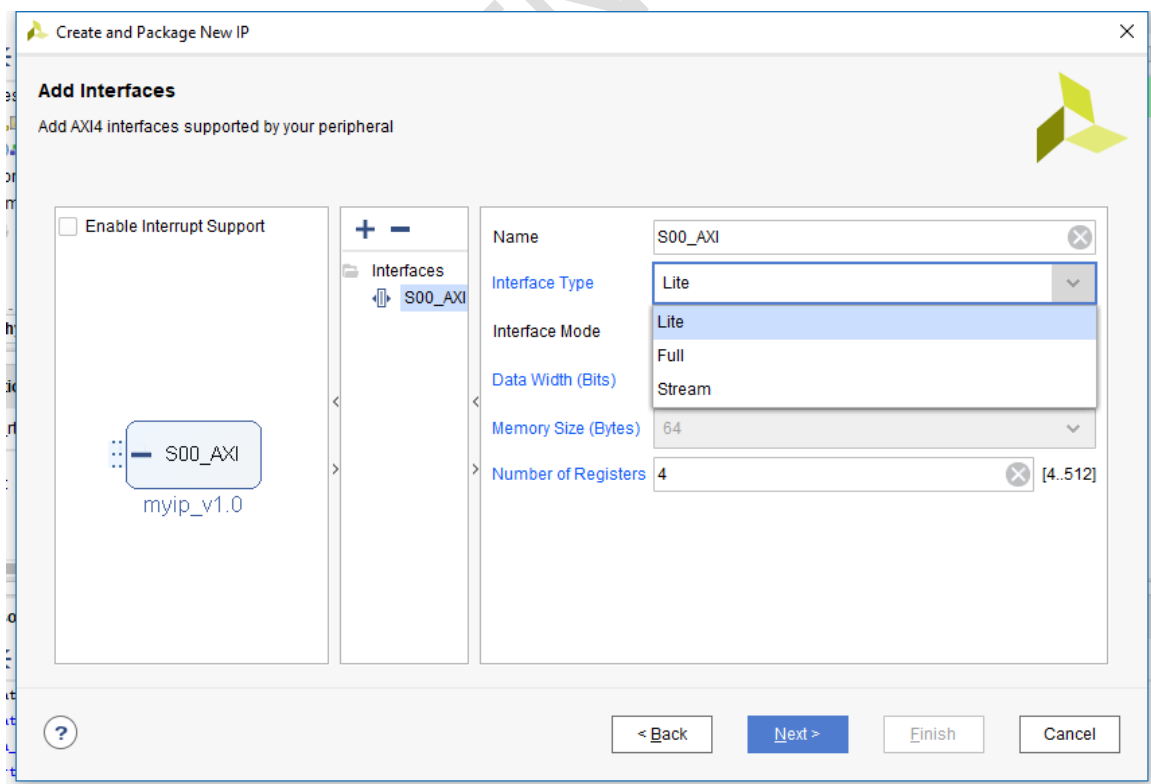 Create and Package New IP
Add Interfaces
Add AXI4 interfaces supported by your peripheral
Enable Interrupt Support
Interfaces
S00_AXI
S00_AXI
myip_v1.0
Name S00_AXI
Interface Type Lite
Lite
Interface Mode
Full
Data Width (Bits)
Stream
Memory Size (Bytes) 64
Number of Registers 4 [4..512]
?
< Back
Next >
Finish
Cancel